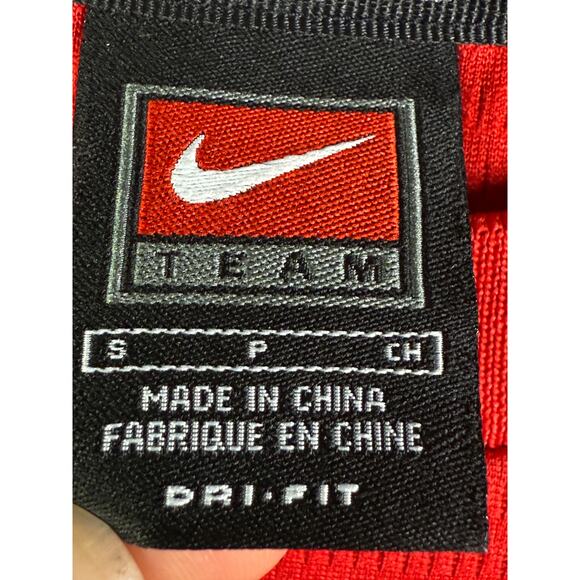 TEAM
S P CH
MADE IN CHINA
FABRIQUE EN CHINE
DRI•FIT